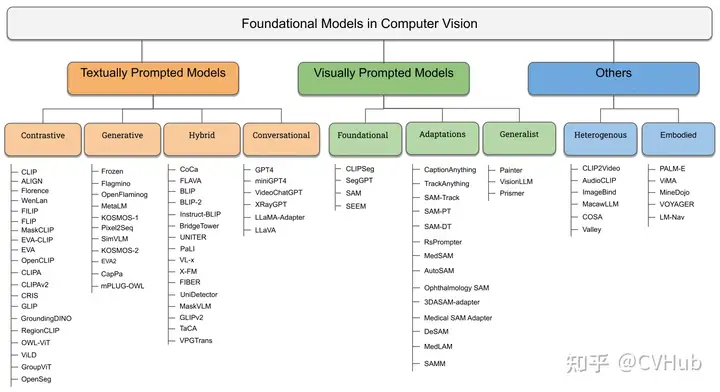 Foundational Models in Computer Vision
Textually Prompted Models
Visually Prompted Models
Others
Contrastive
Generative
Hybrid
Conversational
Foundational
Adaptations
Generalist
Heterogenous
Embodied
CLIP
ALIGN
Florence
WenLan
FILIP
FLIP
MaskCLIP
EVA-CLIP
EVA
OpenCLIP
CLIPA
CLIPAv2
CRIS
GLIP
GroundingDINO
RegionCLIP
OWL-ViT
ViLD
GroupViT
OpenSeg
Frozen
Flagmino
OpenFlaminog
MetaLM
KOSMOS-1
Pixel2Seq
SimVLM
KOSMOS-2
EVA2
CapPa
mPLUG-OWL
CoCa
FLAVA
BLIP
BLIP-2
Instruct-BLIP
BridgeTower
UNITER
PaLI
VL-x
X-FM
FIBER
UniDetector
MaskVLM
GLIPv2
TaCA
VPGTrans
GPT4
miniGPT4
VideoChatGPT
XRayGPT
LLaMA-Adapter
LLaVA
CLIPSeg
SegGPT
SAM
SEEM
CaptionAnything
TrackAnything
SAM-Track
SAM-PT
SAM-DT
RsPrompter
MedSAM
AutoSAM
Ophthalmology SAM
3DASAM-adapter
Medical SAM Adapter
DeSAM
MedLAM
SAMM
Painter
VisionLLM
Prismer
CLIP2Video
AudioCLIP
ImageBind
MacawLLM
COSA
Valley
PALM-E
ViMA
MineDojo
VOYAGER
LM-Nav
知乎 @CVHub